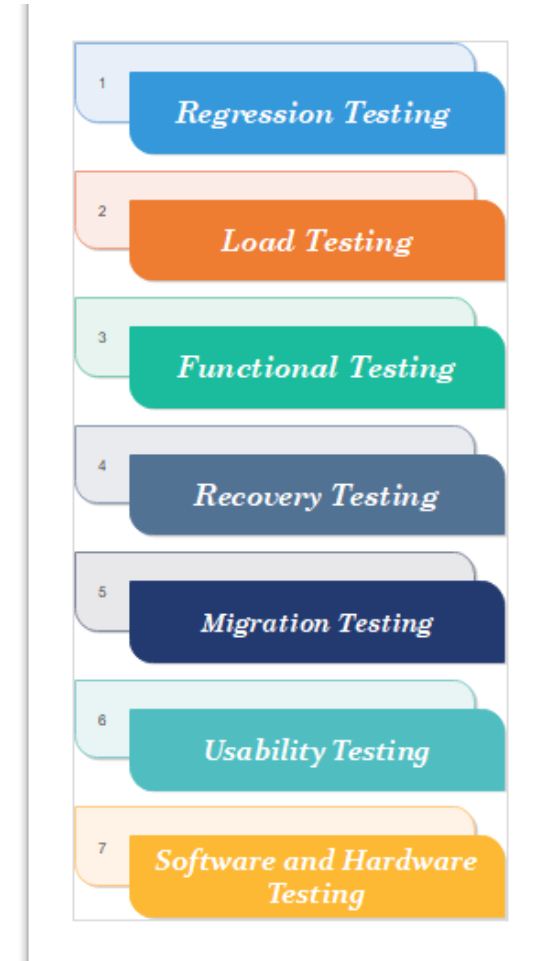 1
Regression Testing
2
Load Testing
3
Functional Testing
4
Recovery Testing
5
Migration Testing
6
Usability Testing
7
Software and Hardware
Testing